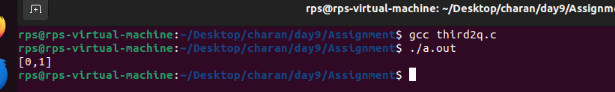 rps@rps-virtual-machine: ~/Desktop/charan/day9/Assig
rps@rps-virtual-machine:~/Desktop/charan/day9/Assignment$ gcc third2q.c
rps@rps-virtual-machine:~/Desktop/charan/day9/Assignment$ ./a.out
[0,1]
rps@rps-virtual-machine:~/Desktop/charan/day9/Assignment$